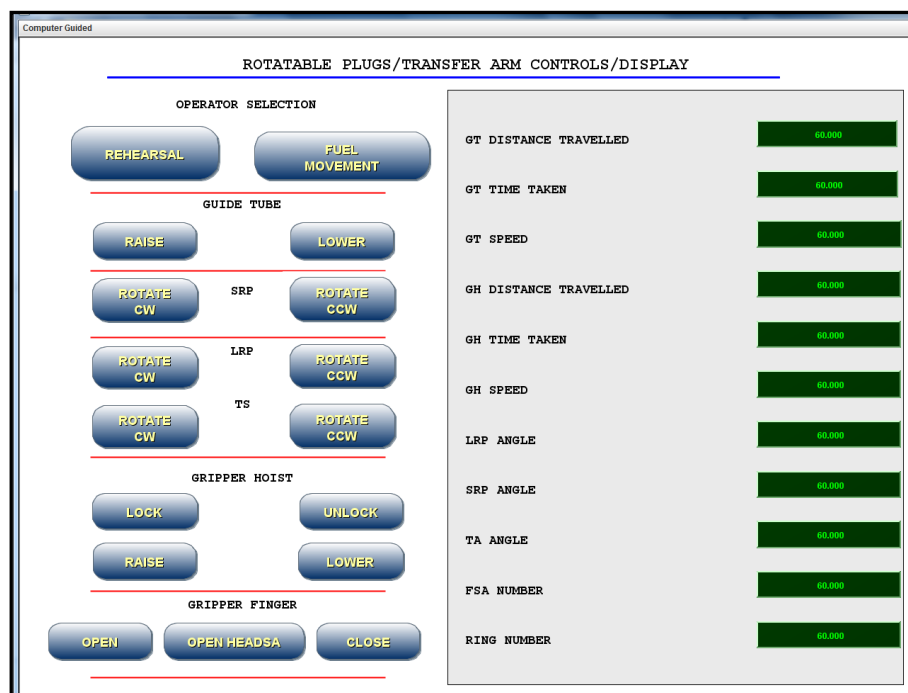 Computer Guided
ROTATABLE PLUGS/TRANSFER ARM CONTROLS/DISPLAY
OPERATOR SELECTION
REHEARSAL
FUEL
MOVEMENT
GUIDE TUBE
RAISE
LOWER
SRP
ROTATE
CW
ROTATE
CCW
LRP
ROTATE
CW
ROTATE
CCW
TS
ROTATE
CW
ROTATE
CCW
GRIPPER HOIST
LOCK
UNLOCK
RAISE
LOWER
GRIPPER FINGER
OPEN
OPEN HEADSA
CLOSE
GT DISTANCE TRAVELLED 60.000
GT TIME TAKEN 60.000
GT SPEED 60.000
GH DISTANCE TRAVELLED 60.000
GH TIME TAKEN 60.000
GH SPEED 60.000
LRP ANGLE 60.000
SRP ANGLE 60.000
TA ANGLE 60.000
FSA NUMBER 60.000
RING NUMBER 60.000